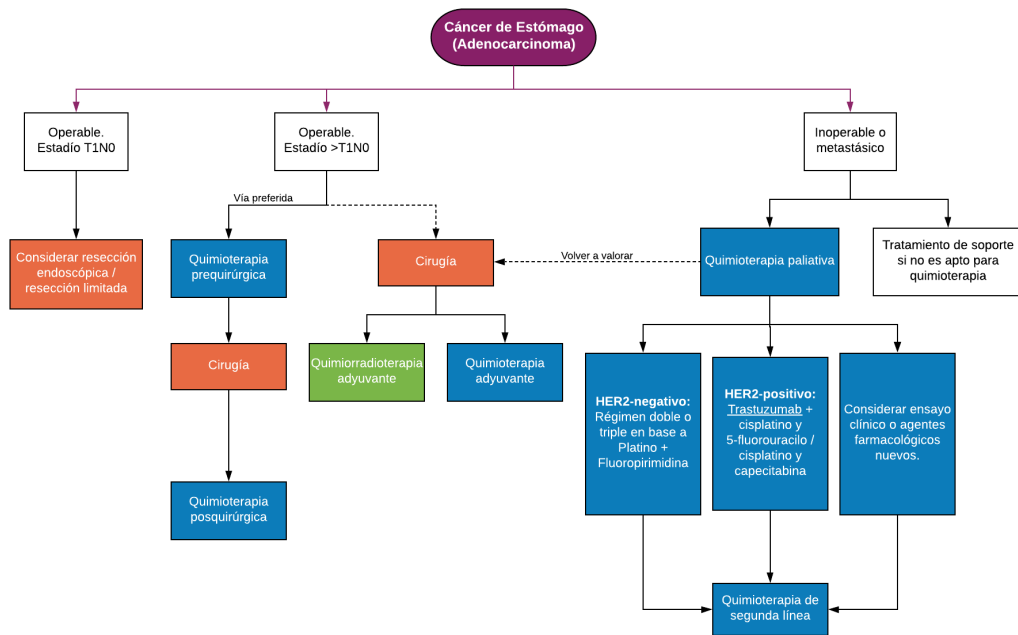 Cáncer de Estómago
(Adenocarcinoma)
Operable.
Estadío T1N0
Operable.
Estadío >T1N0
Inoperable o
metastásico
Vía preferida
Considerar resección
endoscópica /
resección limitada
Quimioterapia
prequirúrgica
Cirugía
Volver a valorar
Quimioterapia paliativa
Tratamiento de soporte
si no es apto para
quimioterapia
Cirugía
Quimiorradioterapia
adyuvante
Quimioterapia
adyuvante
HER2-negativo:
Régimen doble o
triple en base a
Platino +
Fluoropirimidina
HER2-positivo:
Trastuzumab +
cisplatino y
5-fluorouracilo /
cisplatino y
capecitabina
Considerar ensayo
clínico o agentes
farmacológicos
nuevos.
Quimioterapia
posquirúrgica
Quimioterapia de
segunda línea